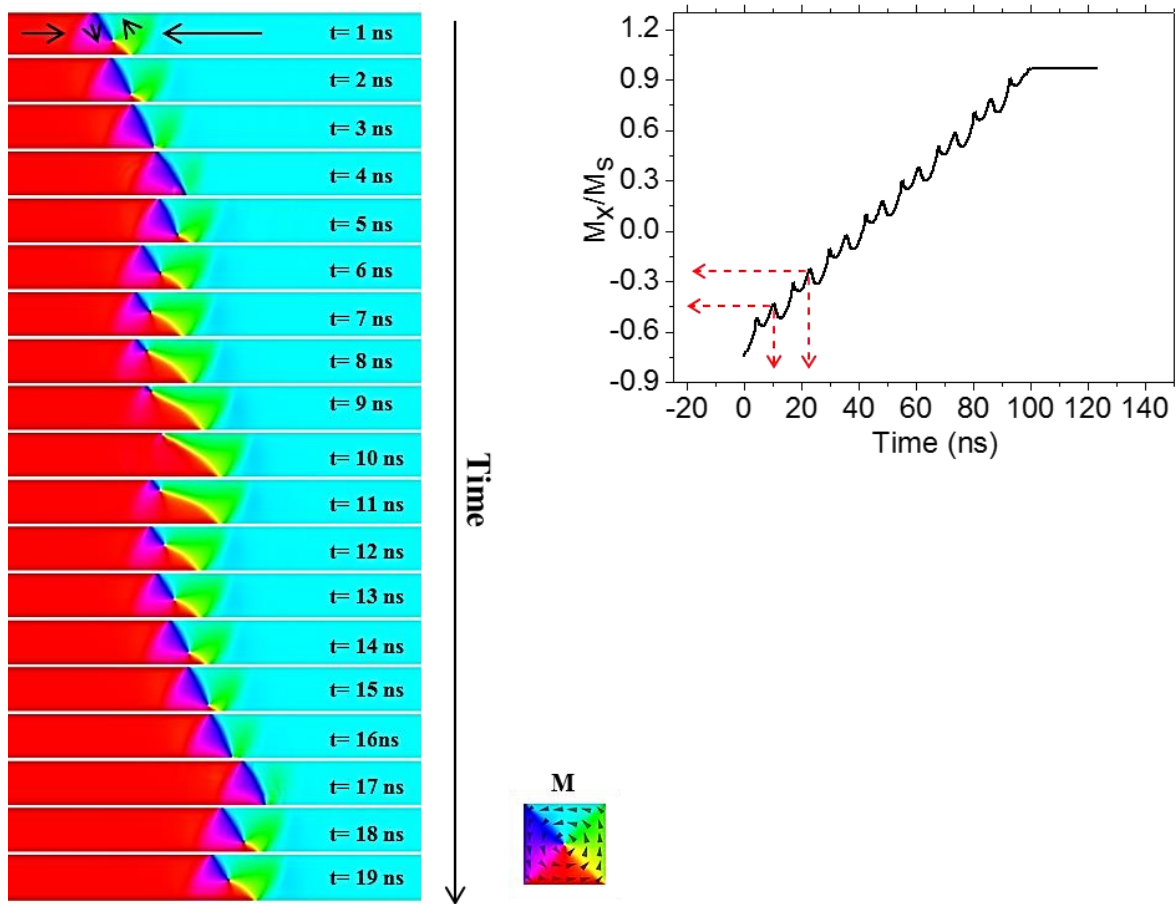 t= 1 ns
t= 2 ns
t= 3 ns
t= 4 ns
t= 5 ns
t= 6 ns
t= 7 ns
t= 8 ns
t= 9 ns
t= 10 ns
t= 11 ns
t= 12 ns
t= 13 ns
t= 14 ns
t= 15 ns
t= 16ns
t= 17 ns
t= 18 ns
t= 19 ns
Time
M
1.2
0.9
0.6
0.3
0.0
-0.3
-0.6
-0.9
Mx/Ms
-20 0 20 40 60 80 100 120 140
Time (ns)